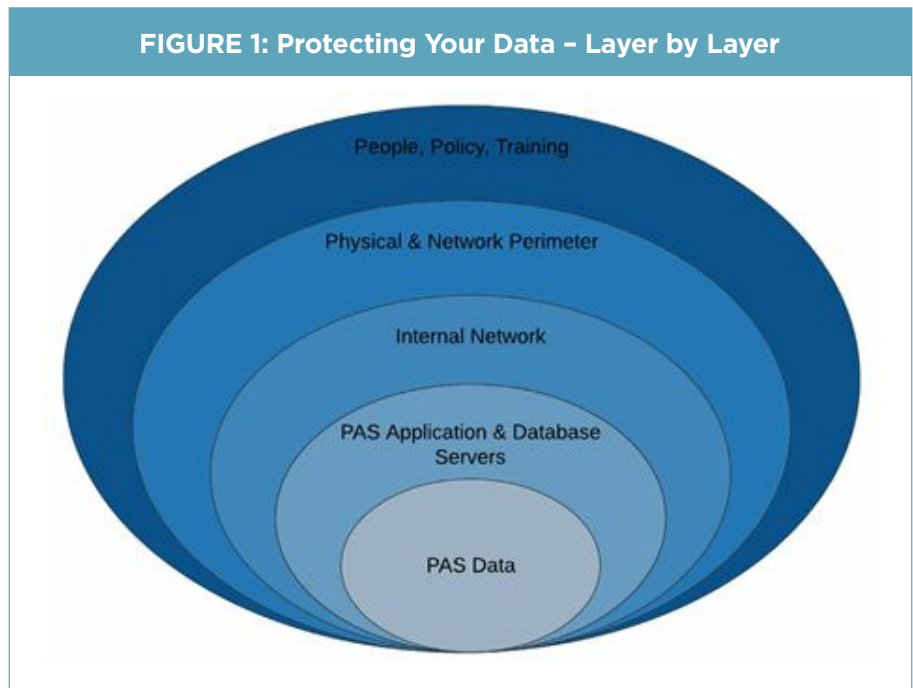 FIGURE 1: Protecting Your Data – Layer by Layer
People, Policy, Training
Physical & Network Perimeter
Internal Network
PAS Application & Database
Servers
PAS Data